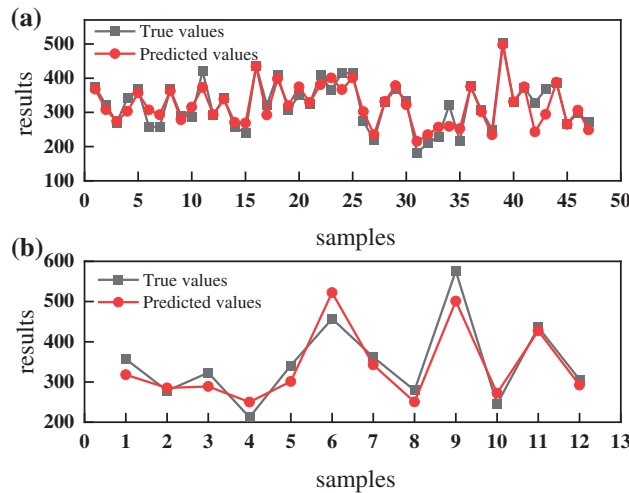 (a)
True values
Predicted values
results
500
400
300
200
100
0 5 10 15 20 25 30 35 40 45 50
samples
(b)
600
True values
Predicted values
results
500
400
300
200
0 1 2 3 4 5 6 7 8 9 10 11 12 13
samples